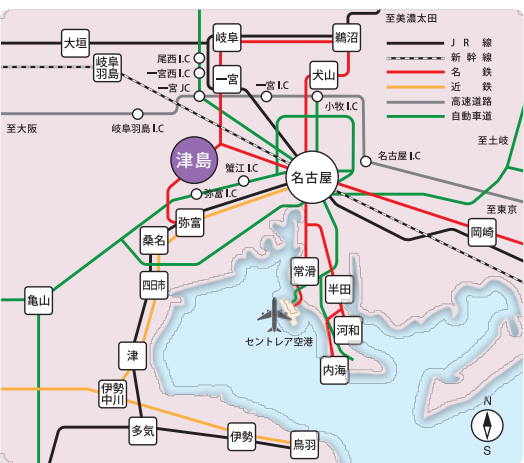 至美濃太田
大垣
岐阜
鵜沼
尾西 I.C
岐阜
羽島
一宮西 I.C
一宮
犬山
一宮 JC
一宮 I.C
小牧 I.C
J R 線
新 幹 線
名 鉄
近 鉄
高速道路
自動車道
至大阪
岐阜羽島 I.C
至土岐
津島
蟹江 I.C
名古屋
名古屋 I.C
弥富 I.C
至東京
弥富
桑名
岡崎
常滑
四日市
半田
亀山
セントレア空港
河和
津
内海
伊勢
中川
多気
伊勢
鳥羽
N
S